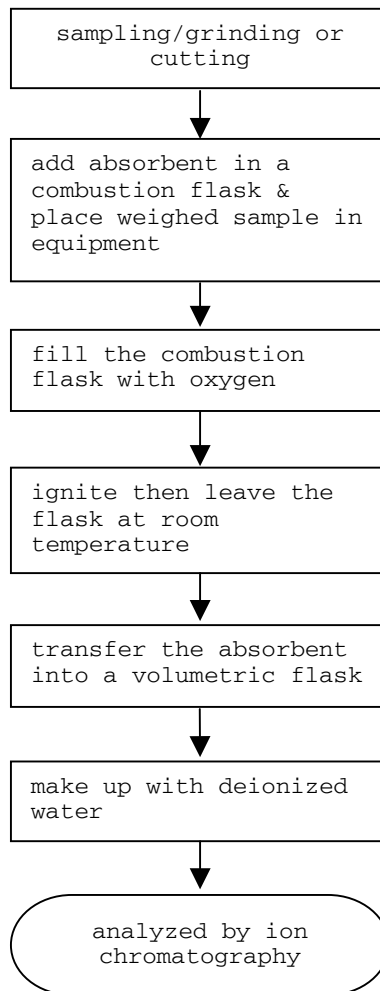 sampling/grinding or
cutting
add absorbent in a
combustion flask &
place weighed sample in
equipment
fill the combustion
flask with oxygen
ignite then leave the
flask at room
temperature
transfer the absorbent
into a volumetric flask
make up with deionized
water
analyzed by ion
chromatography